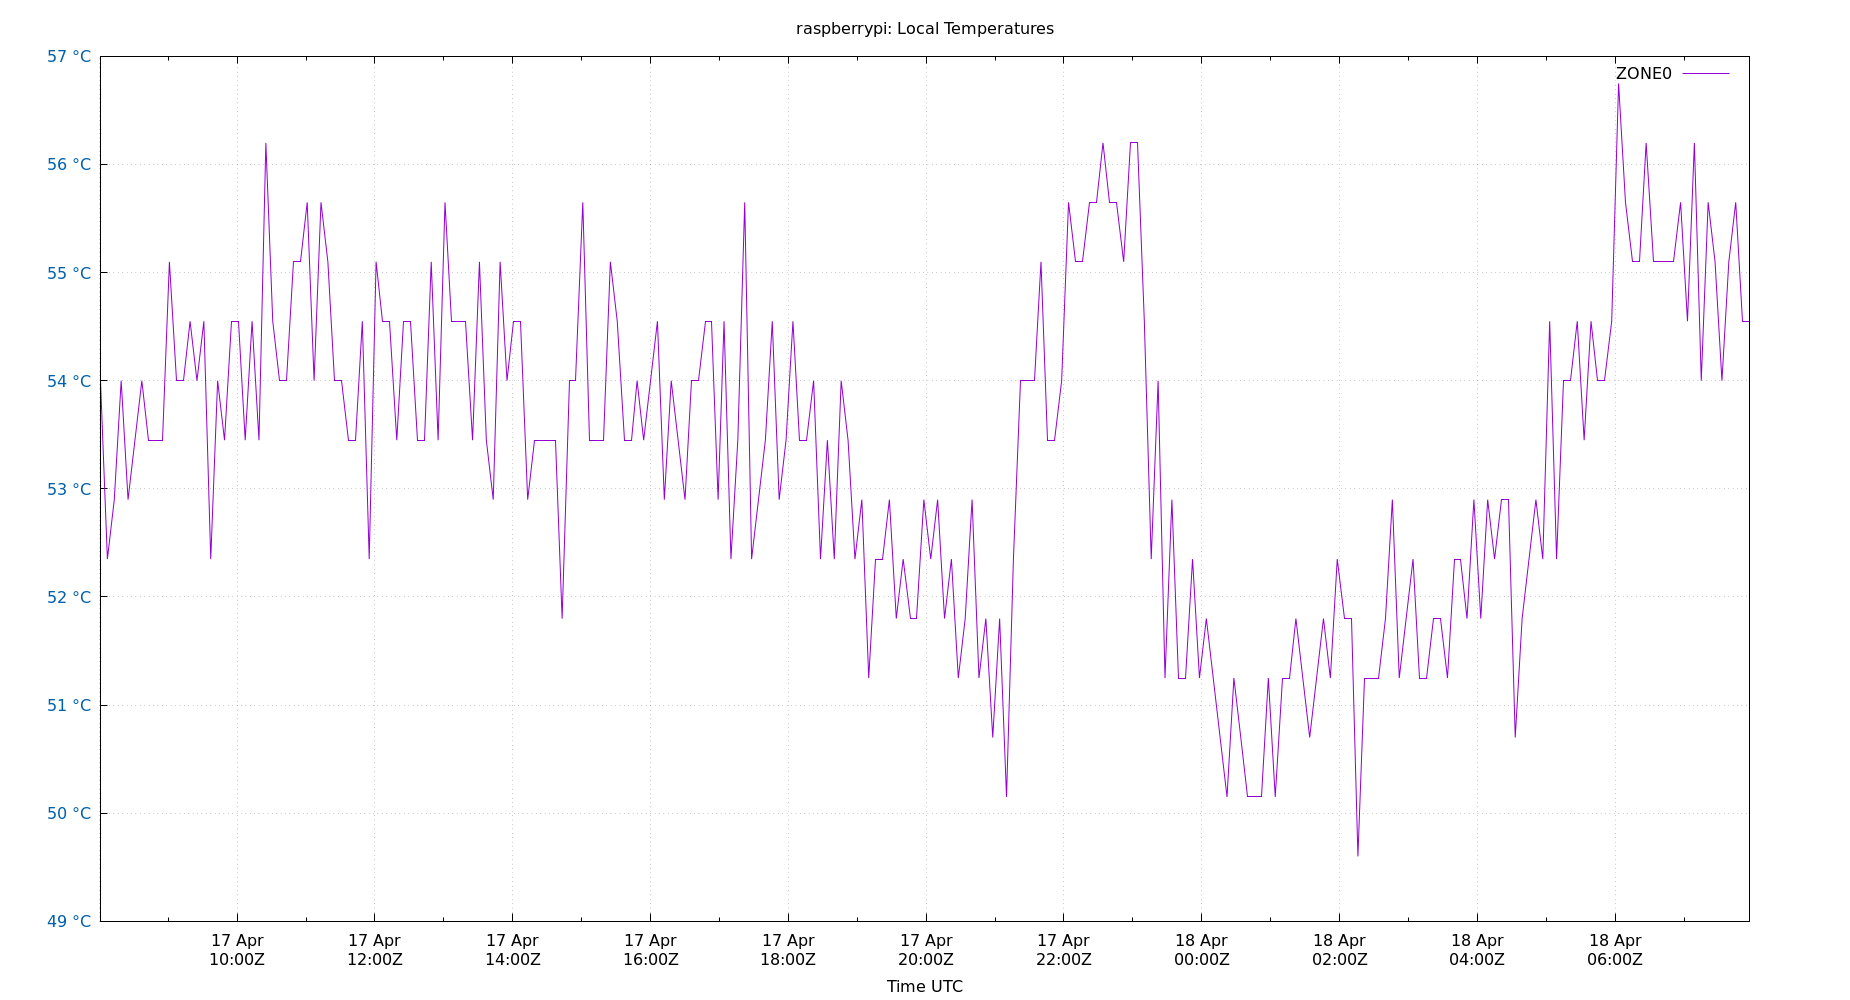 raspberrypi: Local Temperatures
57 °C
ZONE0
56 °C
55 °C
54 °C
53 °C
52 °C
51 °C
50 °C
49 °C
17 Apr 17 Apr 17 Apr 17 Apr 17 Apr 17 Apr 17 Apr 18 Apr 18 Apr 18 Apr 18 Apr
10:00Z 12:00Z 14:00Z 16:00Z 18:00Z 20:00Z 22:00Z 00:00Z 02:00Z 04:00Z 06:00Z
Time UTC